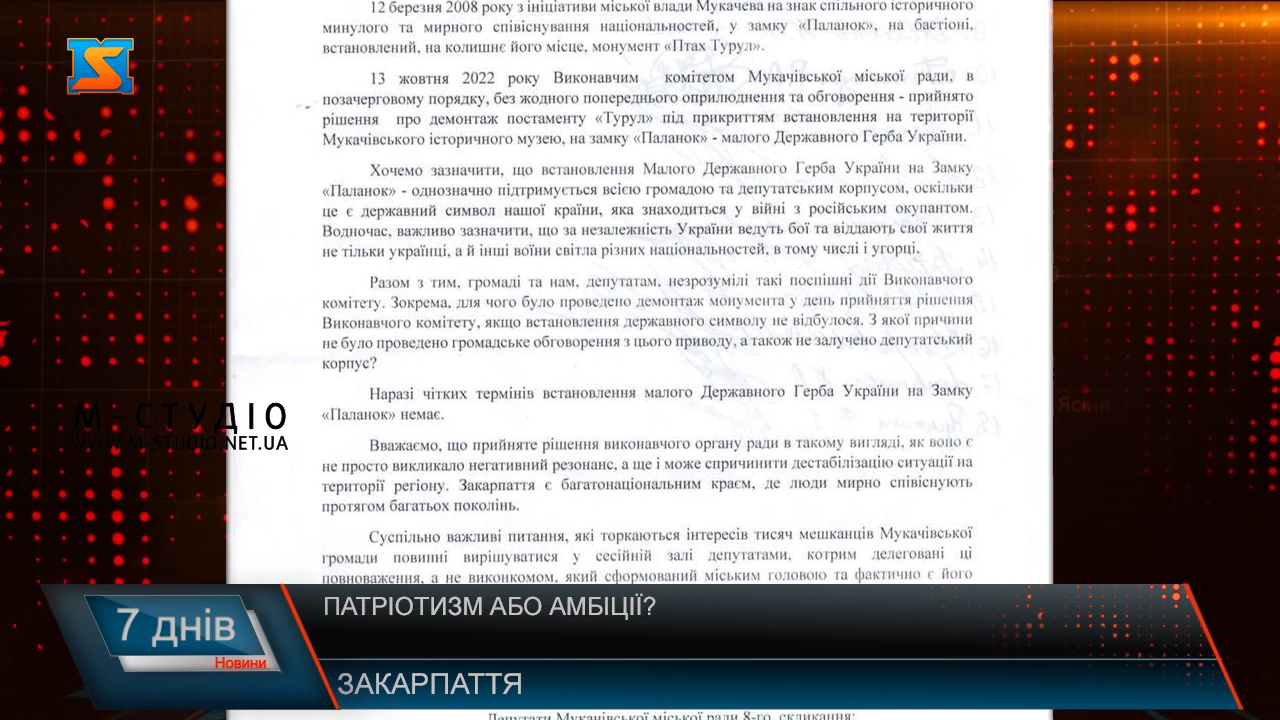 12 березня 2008 року з ініціативи міської влади Мукачева на знак спільного історичного
минулого та мирного співіснування національностей, у замку «Паланок», на бастіоні,
встановлений, на колишнє його місце, монумент «Птах Турул».
13 жовтня 2022 року Виконавчим комітетом Мукачівської міської ради, в
позачерговому порядку, без жодного попереднього оприлюднення та обговорення - прийнято
рішення про демонтаж постаменту «Турул» під прикриттям встановлення на території
Мукачівського історичного музею, на замку «Паланок» - малого Державного Герба України.
Хочемо зазначити, що встановлення Малого Державного Герба України на Замку
«Паланок» - однозначно підтримується всією громадою та депутатським корпусом, оскільки
це є державний символ нашої країни, яка знаходиться у війні з російським окупантом.
Водночас, важливо зазначити, що за незалежність України ведуть бої та віддають свої життя
не тільки українці, а й інші воїни світла різних національностей, в тому числі і угорці.
Разом з тим, громаді та нам, депутатам, незрозумілі такі поспішні дії Виконавчого
комітету. Зокрема, для чого було проведено демонтаж монумента у день прийняття рішення
Виконавчого комітету, якщо встановлення державного символу не відбулося. З якої причини
не було проведено громадське обговорення з цього приводу, а також не залучено депутатський
корпус?
Наразі чітких термінів встановлення малого Державного Герба України на Замку
«Паланок» немає.
Вважаємо, що прийняте рішення виконавчого органу ради в такому вигляді, як воно є
не просто викликало негативний резонанс, а ще і може спричинити дестабілізацію ситуації на
території регіону. Закарпаття є багатонаціональним краєм, де люди мирно співіснують
протягом багатьох поколінь.
Суспільно важливі питання, які торкаються інтересів тисяч мешканців Мукачівської
громади повинні вирішуватися у сесійній залі депутатами, котрим делеговані ці
повноваження, а не виконкомом, який сформований міським головою та фактично є його
М-СТУДІО
WWW.M-STUDIO.NET.UA
Ясіня
7 днів
Новини
ПАТРІОТИЗМ АБО АМБІЦІЇ?
ЗАКАРПАТТЯ
Депутати Мукачівської міської ради 8-го скликання: